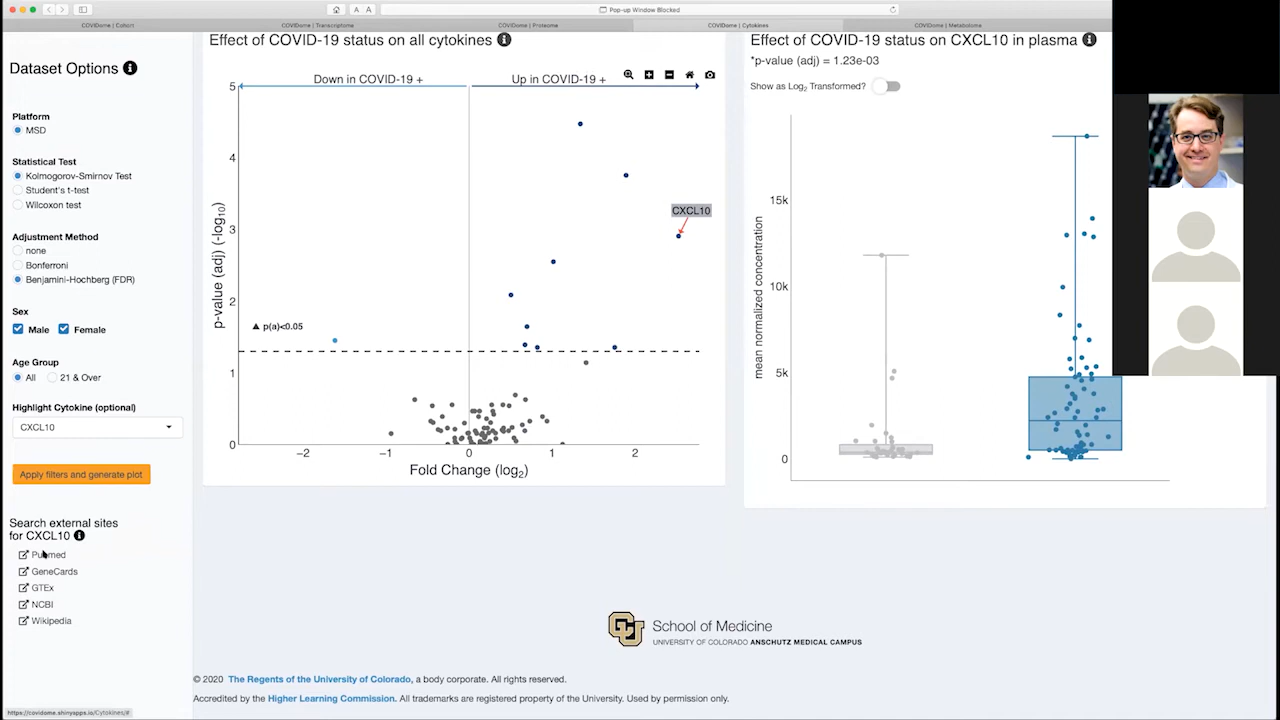 Pop-up Window Blocked
COVIDome | Cohort
COVIDome | Transcriptome
COVIDome | Proteome
COVIDome | Cytokines
COVIDome | Metabolome
Dataset Options
Platform
MSD
Statistical Test
Kolmogorov-Smirnov Test
Student's t-test
Wilcoxon test
Adjustment Method
none
Bonferroni
Benjamini-Hochberg (FDR)
Sex
Male Female
Age Group
All 21 & Over
Highlight Cytokine (optional)
CXCL10
Apply filters and generate plot
Search external sites
for CXCL10
PubMed
GeneCards
GTEx
NCBI
Wikipedia
Effect of COVID-19 status on all cytokines
Down in COVID-19 + Up in COVID-19 +
5
4
3
2
1
0
p-value (adj) (-log10)
CXCL10
▲ p(a)<0.05
−2 −1 0 1 2
Fold Change (log2)
Effect of COVID-19 status on CXCL10 in plasma
*p-value (adj) = 1.23e-03
Show as Log2 Transformed?
mean normalized concentration
15k
10k
5k
0
CU School of Medicine
UNIVERSITY OF COLORADO ANSCHUTZ MEDICAL CAMPUS
© 2020 The Regents of the University of Colorado, a body corporate. All rights reserved.
Accredited by the Higher Learning Commission. All trademarks are registered property of the University. Used by permission only.
https://covidome.shinyapps.io/Cytokines/#